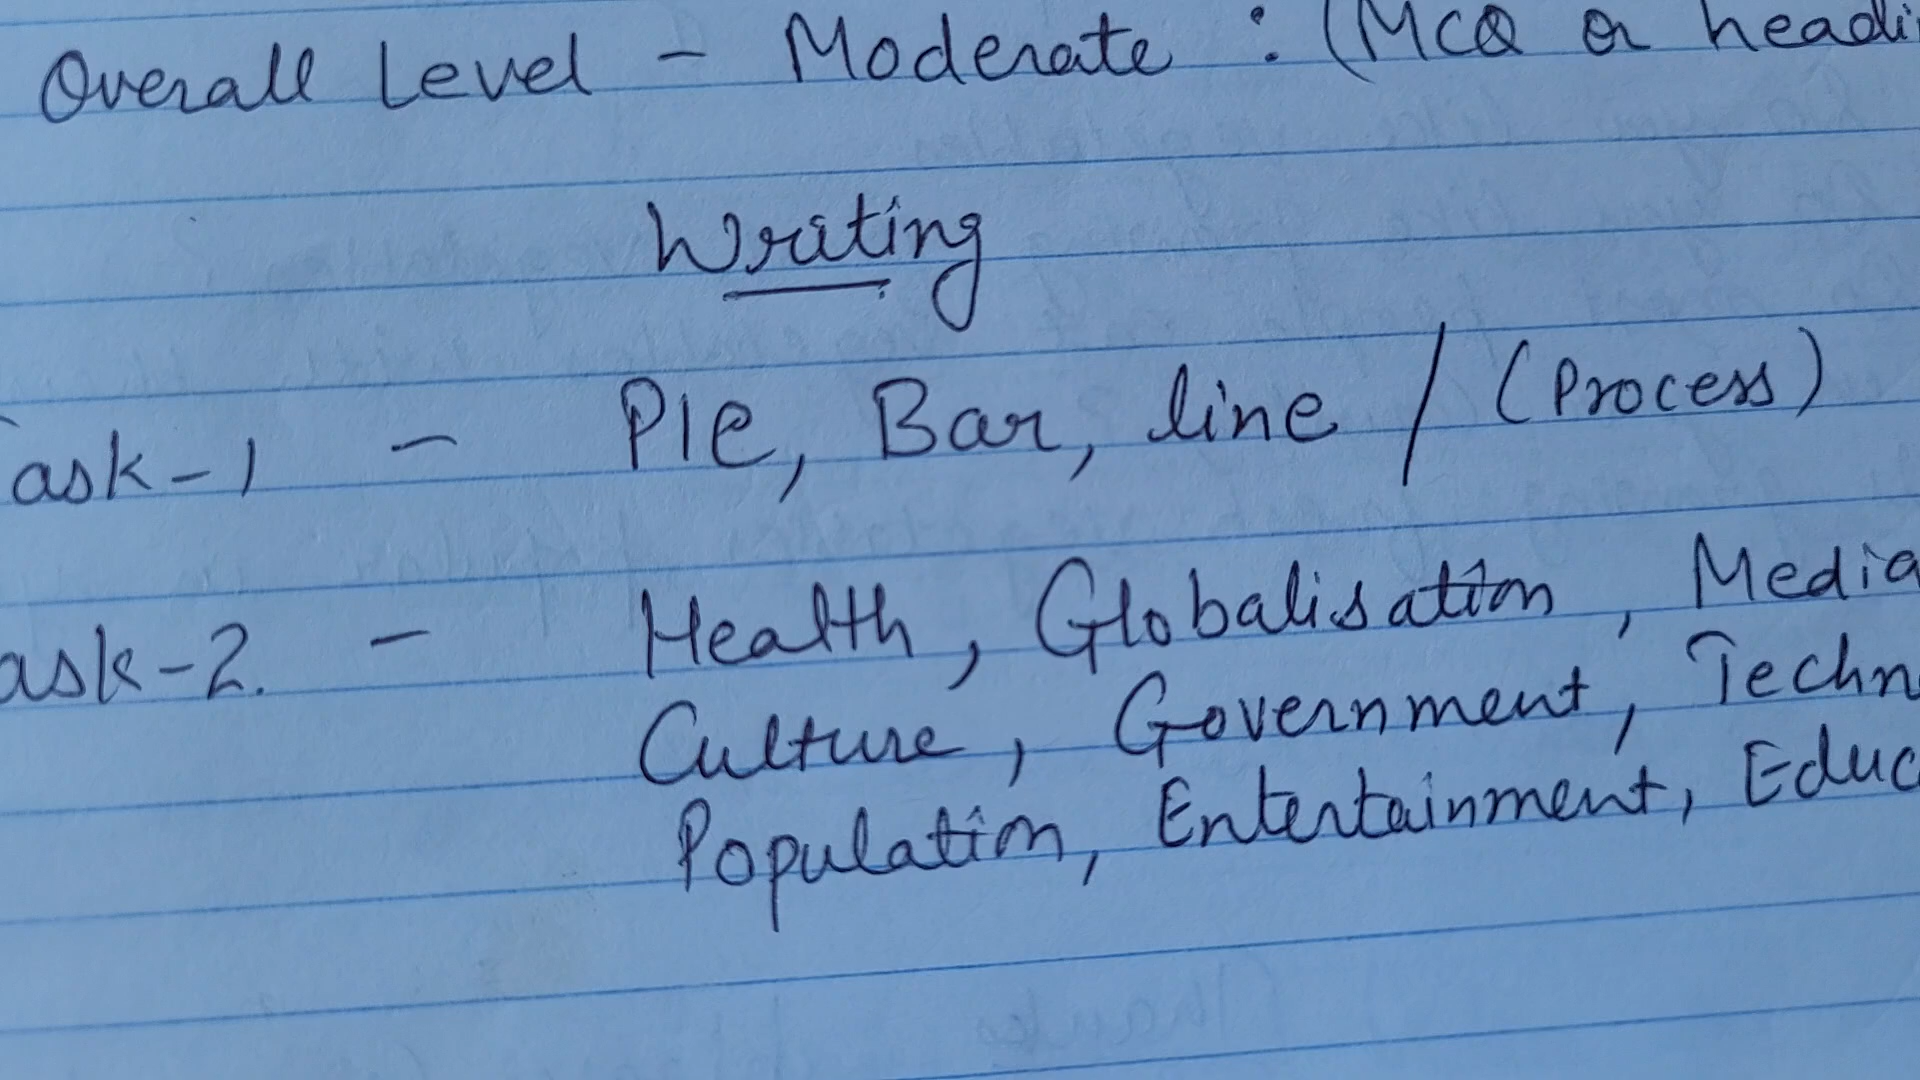 Overall Level - Moderate : (MCQ or headi
Writing
Task-1 - PIe, Bar, line / (Process)
ask-2. - Health, Globalisation, Media
Culture, Government, Techn
Population, Entertainment, Educ